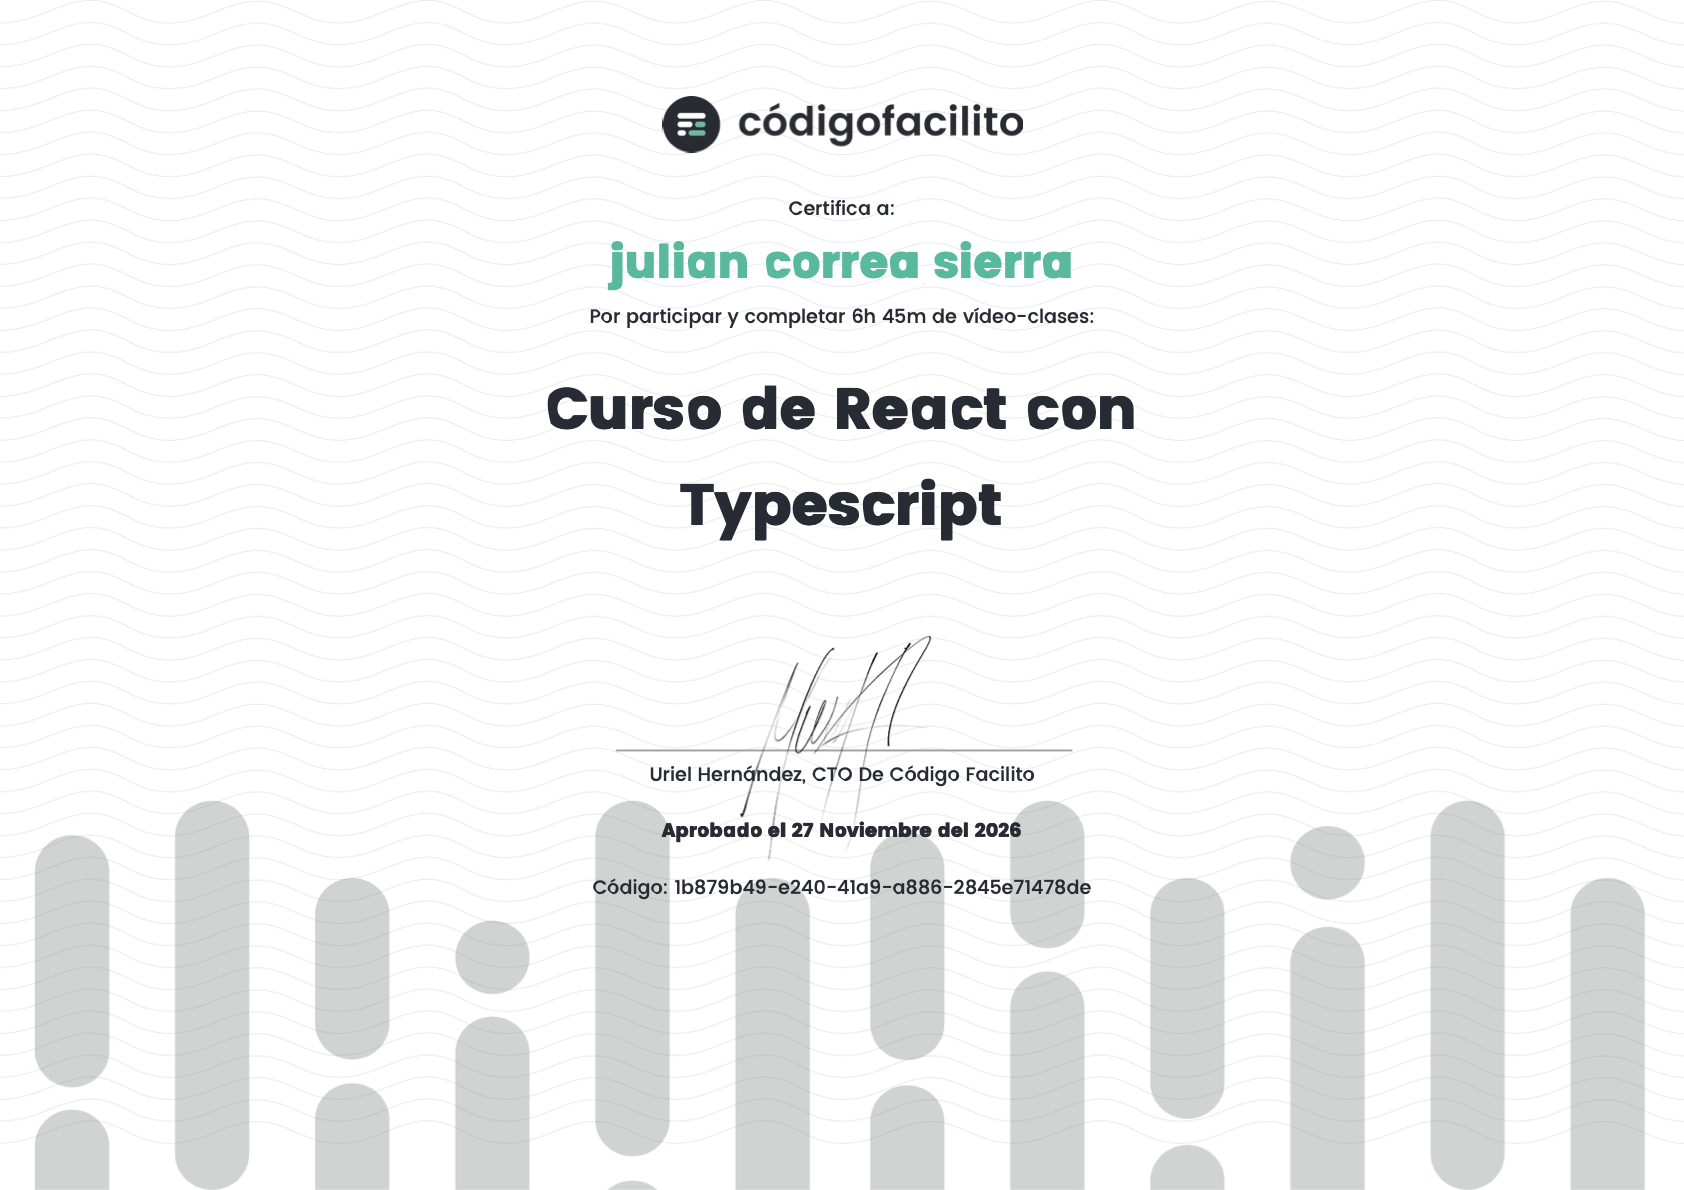 códigofacilito
Certifica a:
julian correa sierra
Por participar y completar 6h 45m de vídeo-clases:
Curso de React con
Typescript
Uriel Hernández, CTO De Código Facilito
Aprobado el 27 Noviembre del 2026
Código: 1b879b49-e240-41a9-a886-2845e71478de